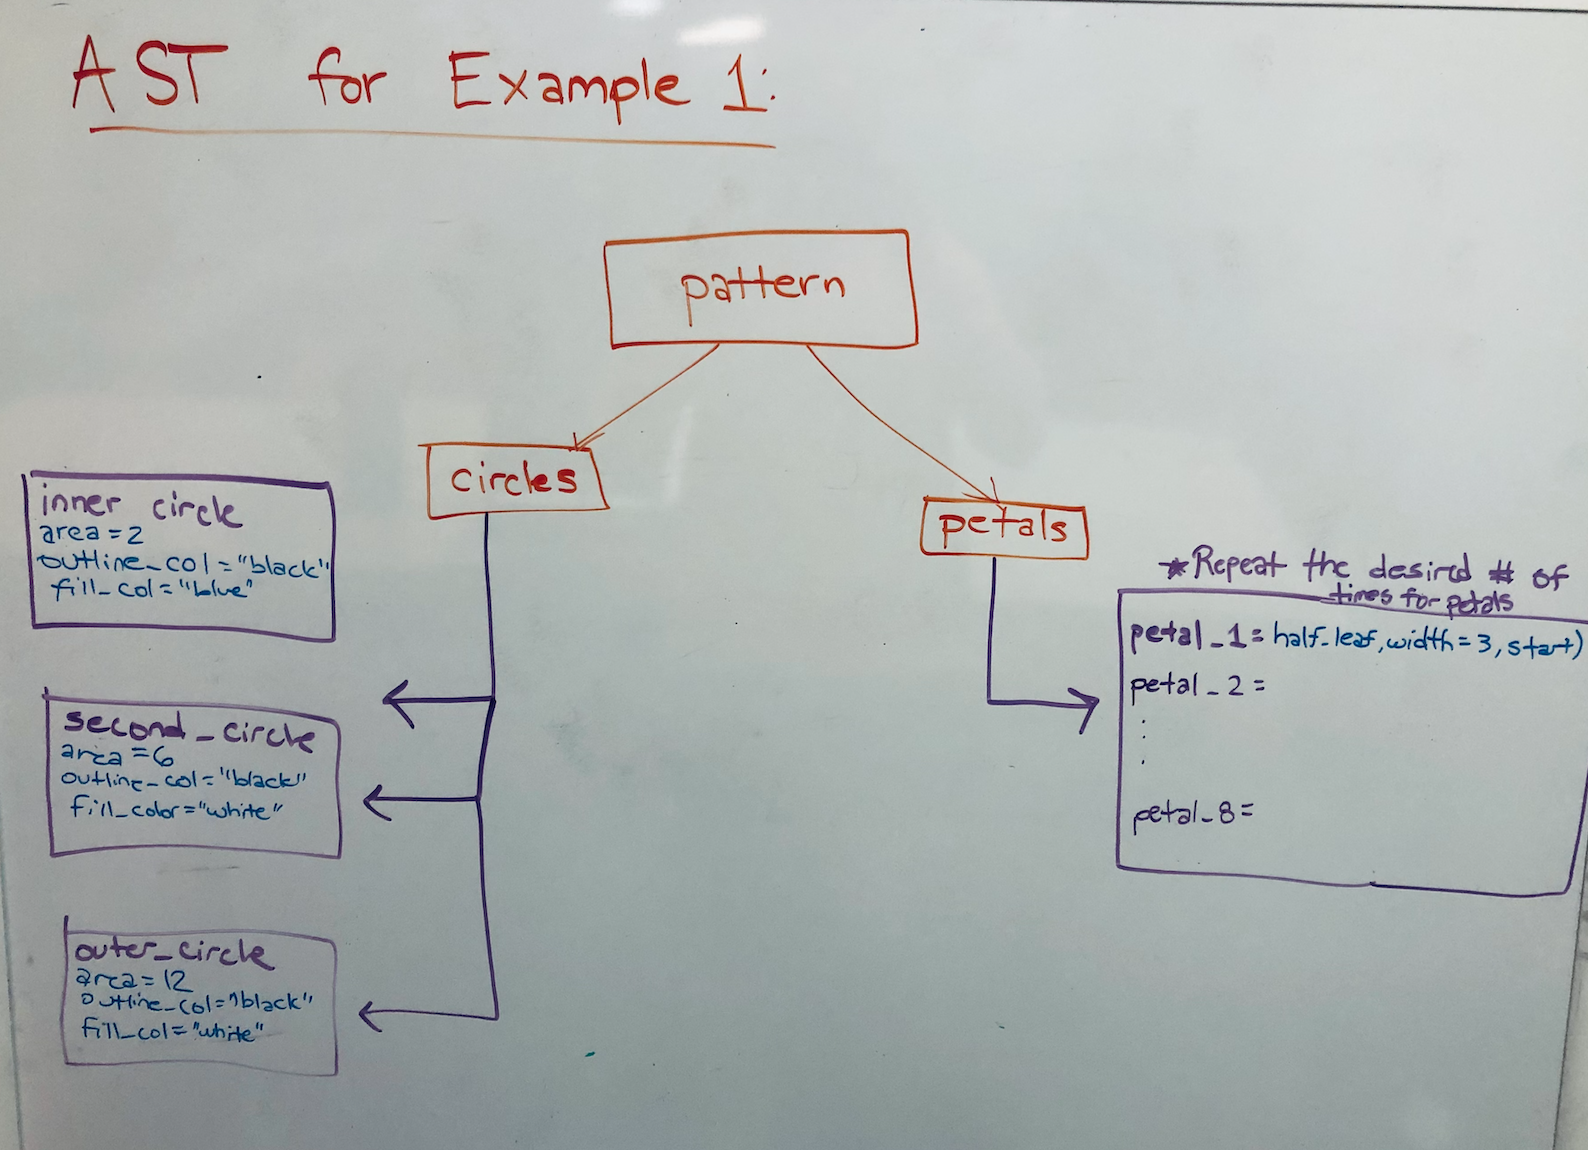 AST for Example 1:
pattern
circles
petals
inner circle
area=2
outline_col="black"
fill_col="blue"
second_circle
area=6
outline_col="black"
fill_color="white"
outer_circle
area=12
outline_col="black"
fill_col="white"
*Repeat the desired # of
times for petals
petal_1=half_leaf,width=3,start)
petal_2=
petal_8=